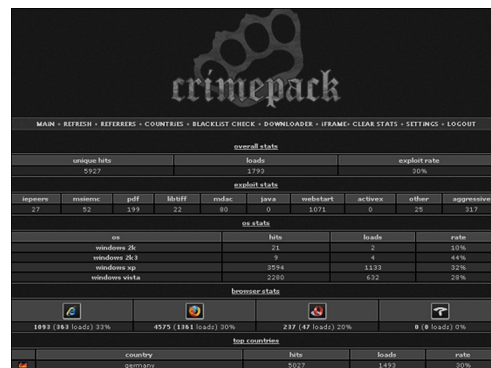 crimepack
MAiN • REFRESH • REFERRERS • COUNTRiES • BLACKLiST CHECK • DOWNLOADER • iFRAME• CLEAR STATS • SETTiNGS • LOGOUT
overall stats
unique hits loads exploit rate
5927 1793 30%
exploit stats
iepeers msiemc pdf libtiff mdac java webstart activex other aggressive
27 52 199 22 80 0 1071 0 25 317
os stats
os hits loads rate
windows 2k 21 2 10%
windows 2k3 9 4 44%
windows xp 3594 1133 32%
windows vista 2280 632 28%
browser stats
1093 (363 loads) 33% 4575 (1361 loads) 30% 237 (47 loads) 20% 0 (0 loads) 0%
top countries
country hits loads rate
germany 5027 1493 30%